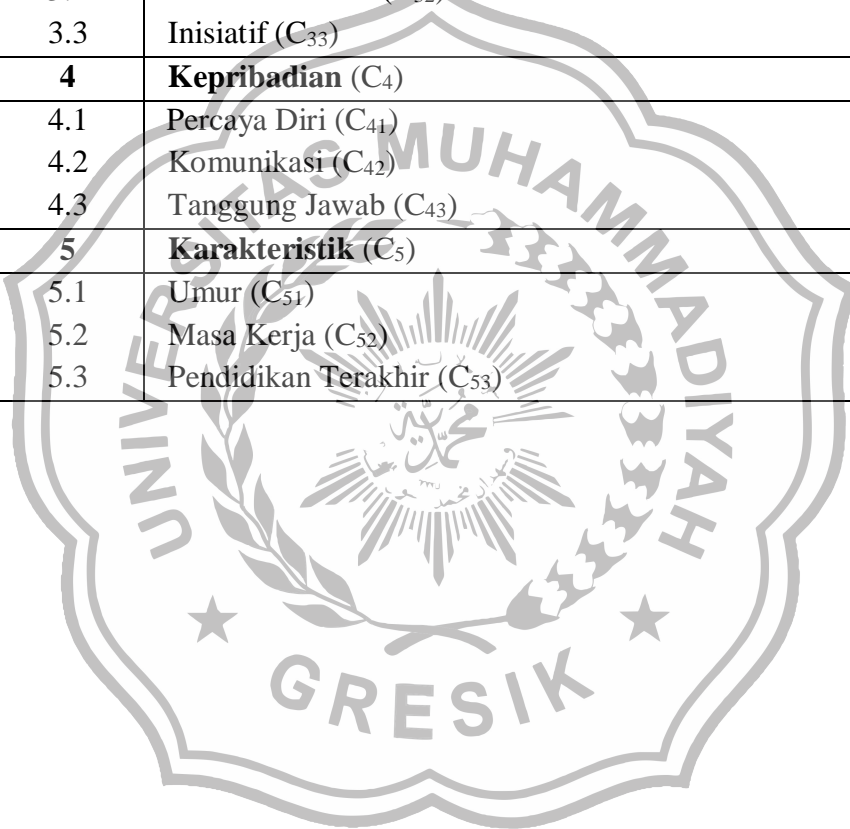 3.3 Inisiatif (C₃₃)
4 Kepribadian (C₄)
4.1 Percaya Diri (C₄₁)
4.2 Komunikasi (C₄₂)
4.3 Tanggung Jawab (C₄₃)
5 Karakteristik (C₅)
5.1 Umur (C₅₁)
5.2 Masa Kerja (C₅₂)
5.3 Pendidikan Terakhir (C₅₃)
UNIVERSITAS MUHAMMADIYAH
GRESIK